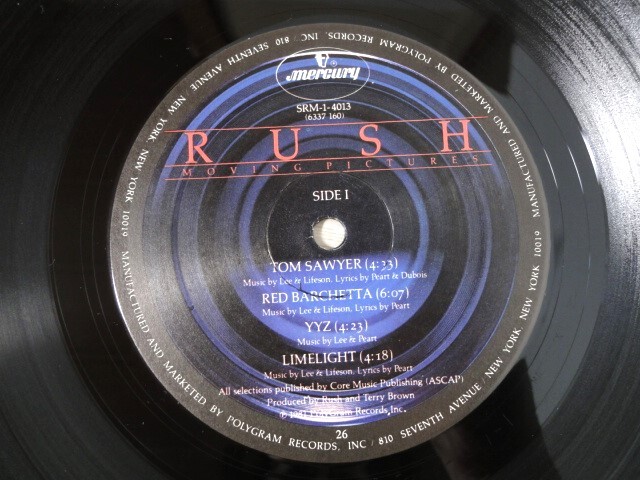 mercury
SRM-1-4013
(6337 160)
RUSH
MOVING PICTURES
SIDE I
TOM SAWYER (4:33)
Music by Lee & Lifeson, Lyrics by Peart & Dubois
RED BARCHETTA (6:07)
Music by Lee & Lifeson, Lyrics by Peart
YYZ (4:23)
Music by Lee & Peart
LIMELIGHT (4:18)
Music by Lee & Lifeson, Lyrics by Peart
All selections published by Core Music Publishing (ASCAP)
Produced by Rush and Terry Brown
℗ 1981 PolyGram Records, Inc.
26
MANUFACTURED AND MARKETED BY POLYGRAM RECORDS, INC / 810 SEVENTH AVENUE / NEW YORK, NEW YORK 10019
MANUFACTURED AND MARKETED BY POLYGRAM RECORDS, INC / 810 SEVENTH AVENUE / NEW YORK, NEW YORK 10019